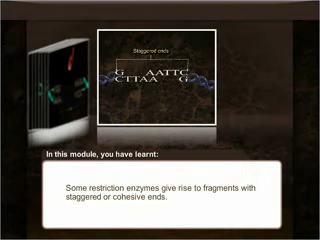 Staggered ends
G AATTC
CTTAA G
In this module, you have learnt:
Some restriction enzymes give rise to fragments with
staggered or cohesive ends.